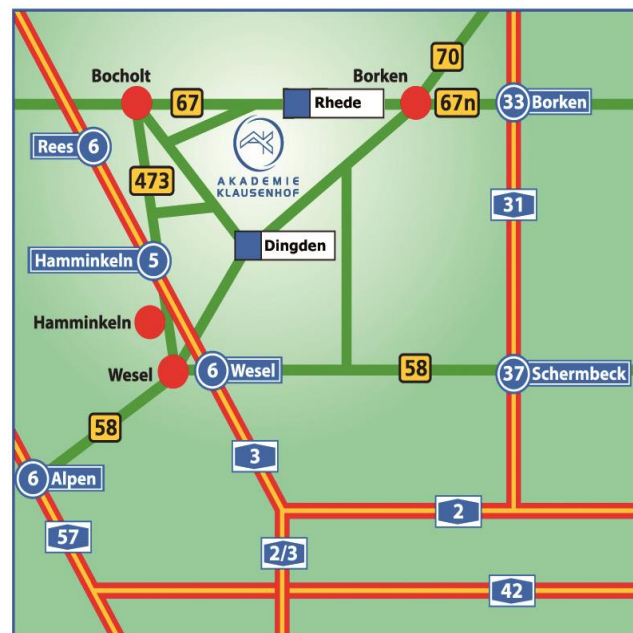 70
Bocholt
Borken
67
Rhede
67n
33 Borken
Rees 6
AKADEMIE
KLAUSENHOF
473
31
Dingden
Hamminkeln 5
Hamminkeln
Wesel
6 Wesel
58
37 Schermbeck
58
3
6 Alpen
2
57
2/3
42